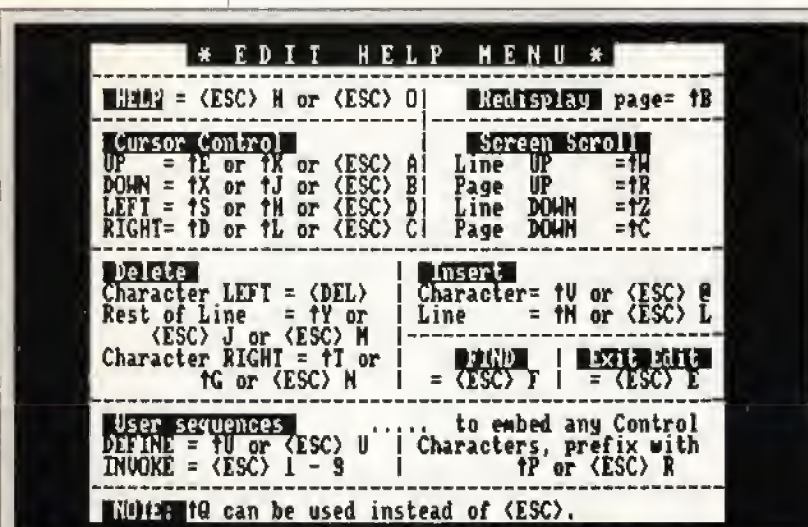 * EDIT HELP MENU *
HELP = <ESC> H or <ESC> O
Redisplay page= ↑B
Cursor Control
UP = ↑E or ↑K or <ESC> A
DOWN = ↑X or ↑J or <ESC> B
LEFT = ↑S or ↑H or <ESC> D
RIGHT= ↑D or ↑L or <ESC> C
Screen Scroll
Line UP =↑W
Page UP =↑R
Line DOWN =↑Z
Page DOWN =↑C
Delete
Character LEFT = <DEL>
Rest of Line = ↑Y or
<ESC> J or <ESC> M
Character RIGHT = ↑T or
↑G or <ESC> N
Insert
Character= ↑V or <ESC> @
Line = ↑N or <ESC> L
FIND
= <ESC> F
Exit Edit
= <ESC> E
User sequences
DEFINE = ↑U or <ESC> U
INVOKE = <ESC> 1 - 9
..... to embed any Control
Characters, prefix with
↑P or <ESC> R
NOTE: ↑Q can be used instead of <ESC>.